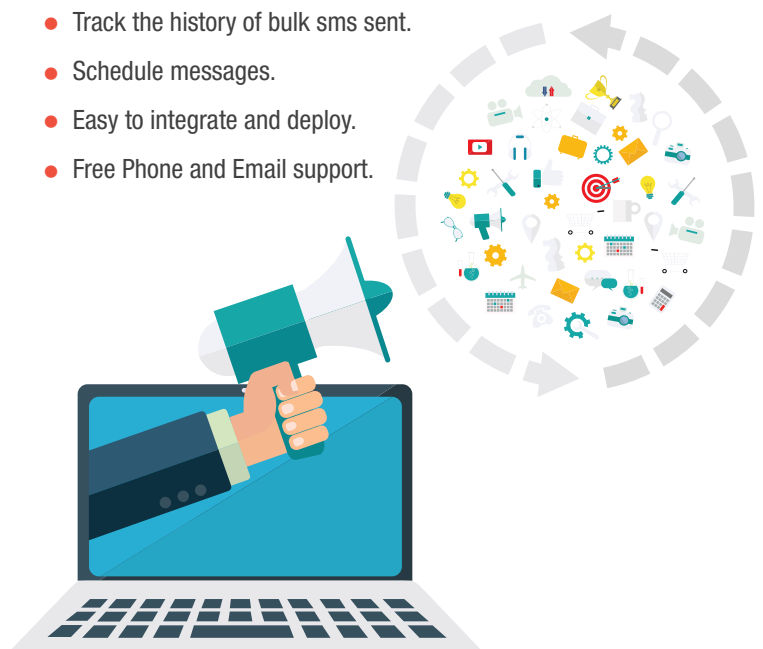 Track the history of bulk sms sent.
Schedule messages.
Easy to integrate and deploy.
Free Phone and Email support.